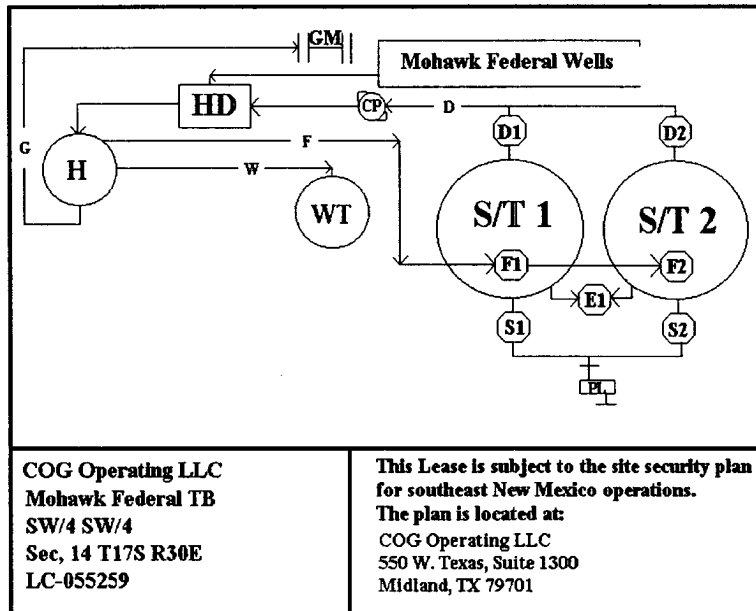 GM
Mohawk Federal Wells
HD
CP
D
G
F
D1
D2
H
W
WT
S/T 1
S/T 2
F1
F2
E1
S1
S2
PL
COG Operating LLC
Mohawk Federal TB
SW/4 SW/4
Sec, 14 T17S R30E
LC-055259
This Lease is subject to the site security plan
for southeast New Mexico operations.
The plan is located at:
COG Operating LLC
550 W. Texas, Suite 1300
Midland, TX 79701